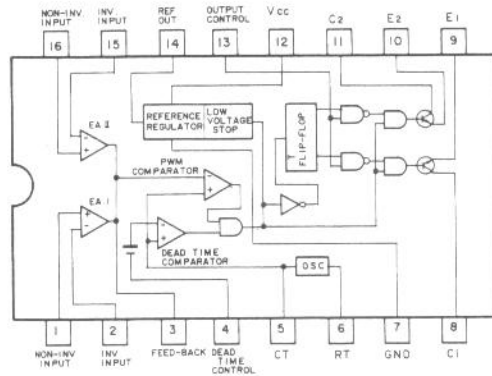 NON-INV. INPUT
INV. INPUT
REF OUT
OUTPUT CONTROL
Vcc
C2
E2
E1
16
15
14
13
12
11
10
9
REFERENCE REGULATOR
LOW VOLTAGE STOP
EA II
PWM COMPARATOR
FLIP-FLOP
T
EA I
DEAD TIME COMPARATOR
OSC
1
2
3
4
5
6
7
8
NON-INV INPUT
INV INPUT
FEED-BACK
DEAD TIME CONTROL
CT
RT
GND
C1